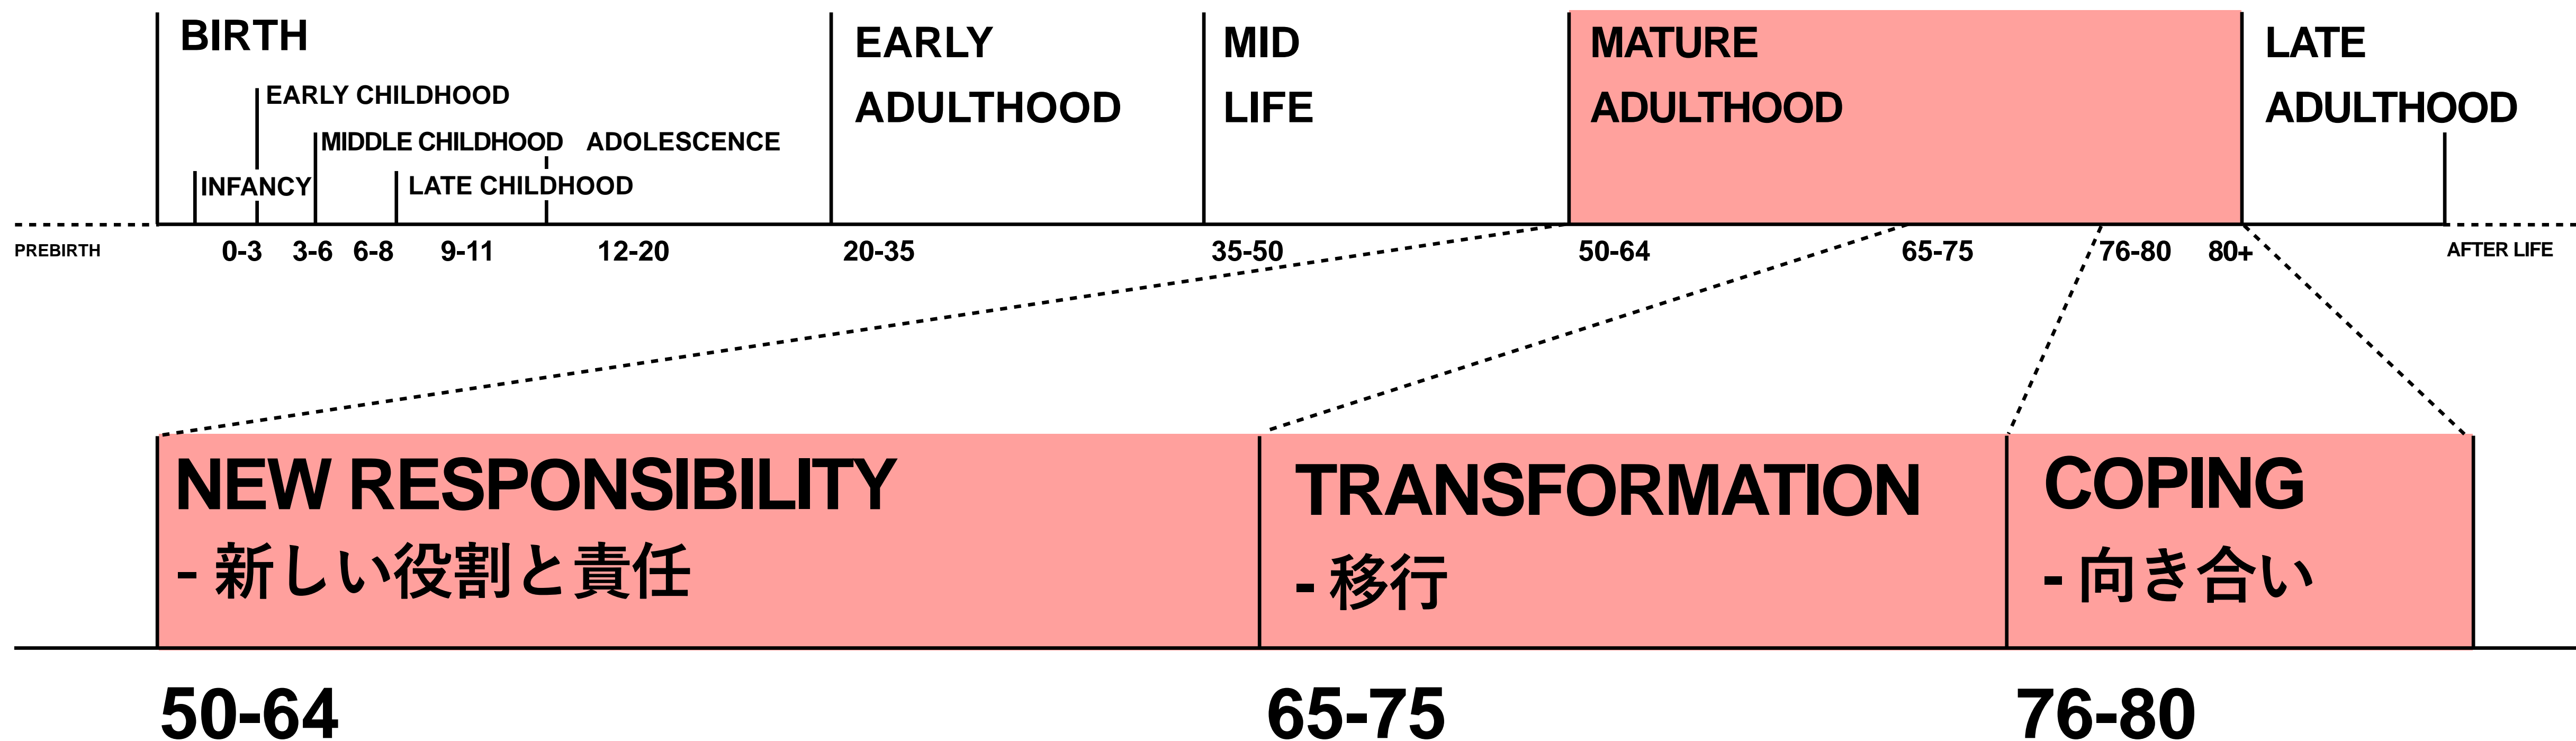 BIRTH
EARLY
ADULTHOOD
MID
LIFE
MATURE
ADULTHOOD
LATE
ADULTHOOD
EARLY CHILDHOOD
MIDDLE CHILDHOOD
ADOLESCENCE
INFANCY
LATE CHILDHOOD
PREBIRTH
0-3
3-6
6-8
9-11
12-20
20-35
35-50
50-64
65-75
76-80
80+
AFTER LIFE
NEW RESPONSIBILITY
- 新しい役割と責任
TRANSFORMATION
- 移行
COPING
- 向き合い
50-64
65-75
76-80